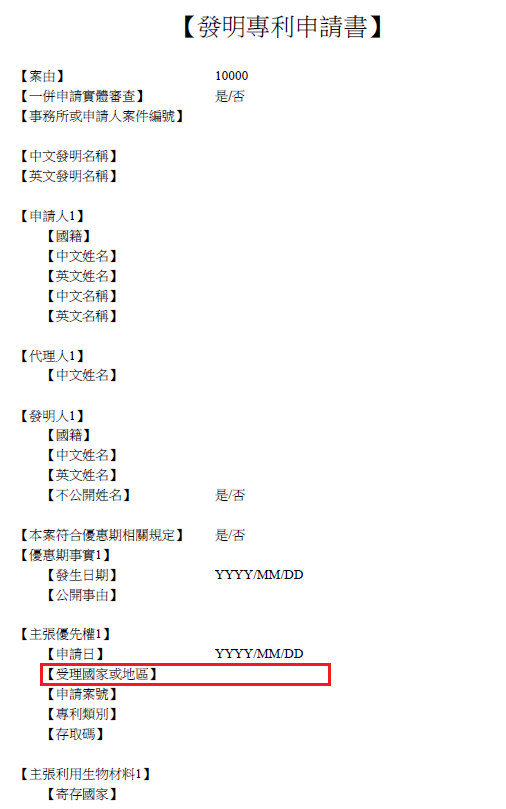 【發明專利申請書】
【案由】 10000
【一併申請實體審查】 是/否
【事務所或申請人案件編號】
【中文發明名稱】
【英文發明名稱】
【申請人1】
【國籍】
【中文姓名】
【英文姓名】
【中文名稱】
【英文名稱】
【代理人1】
【中文姓名】
【發明人1】
【國籍】
【中文姓名】
【英文姓名】
【不公開姓名】 是/否
【本案符合優惠期相關規定】 是/否
【優惠期事實1】
【發生日期】 YYYY/MM/DD
【公開事由】
【主張優先權1】
【申請日】 YYYY/MM/DD
【受理國家或地區】
【申請案號】
【專利類別】
【存取碼】
【主張利用生物材料1】
【寄存國家】